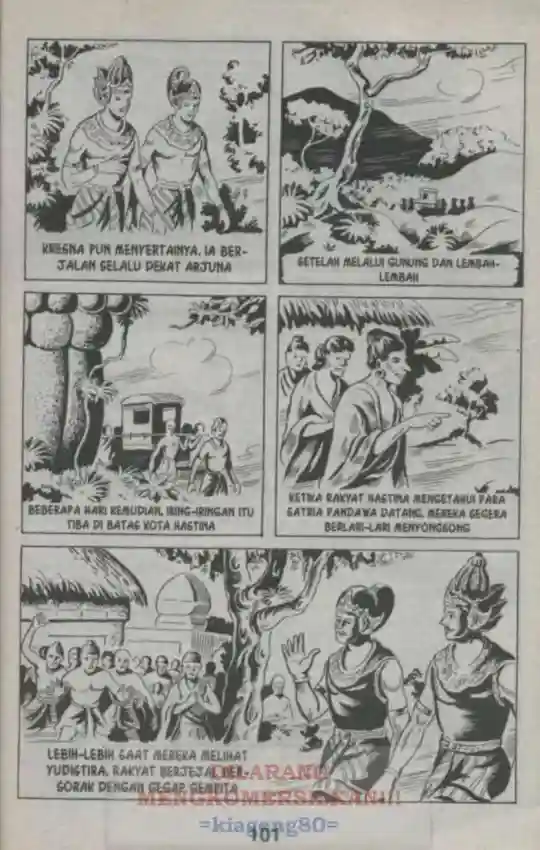 KRESNA PUN MENYERTAINYA. IA BER-
JALAN SELALU DEKAT ARJUNA
SETELAH MELALUI GUNUNG DAN LEMBAH-
LEMBAH
BEBERAPA HARI KEMUDIAN, IRING-IRINGAN ITU
TIBA DI BATAS KOTA HASTINA
KETIKA RAKYAT HASTINA MENGETAHUI PARA
SATRIA PANDAWA DATANG, MEREKA SEGERA
BERLARI-LARI MENYONGSONG
LEBIH-LEBIH SAAT MEREKA MELIHAT
YUDISTIRA, RAKYAT BERJEJAL BER-
SORAK DENGAN GEGAP GEMPITA
DILARANG
MENGKOMERSILKAN!!!
=kiageng80=
101